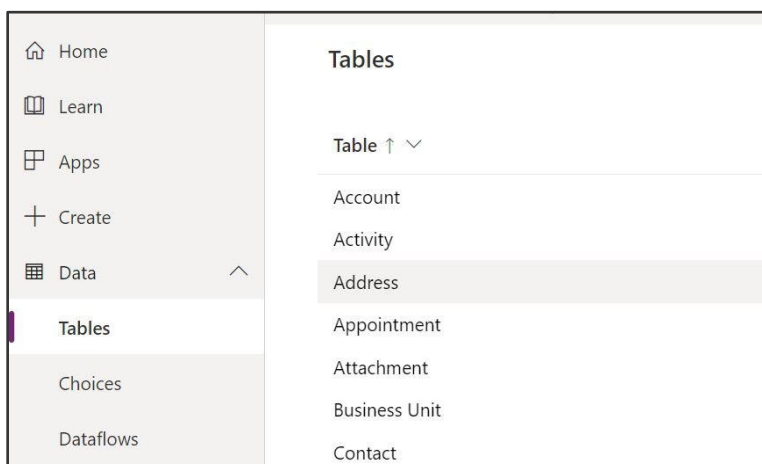 Home
Learn
Apps
Create
Data
Tables
Choices
Dataflows
Tables
Table ↑
Account
Activity
Address
Appointment
Attachment
Business Unit
Contact